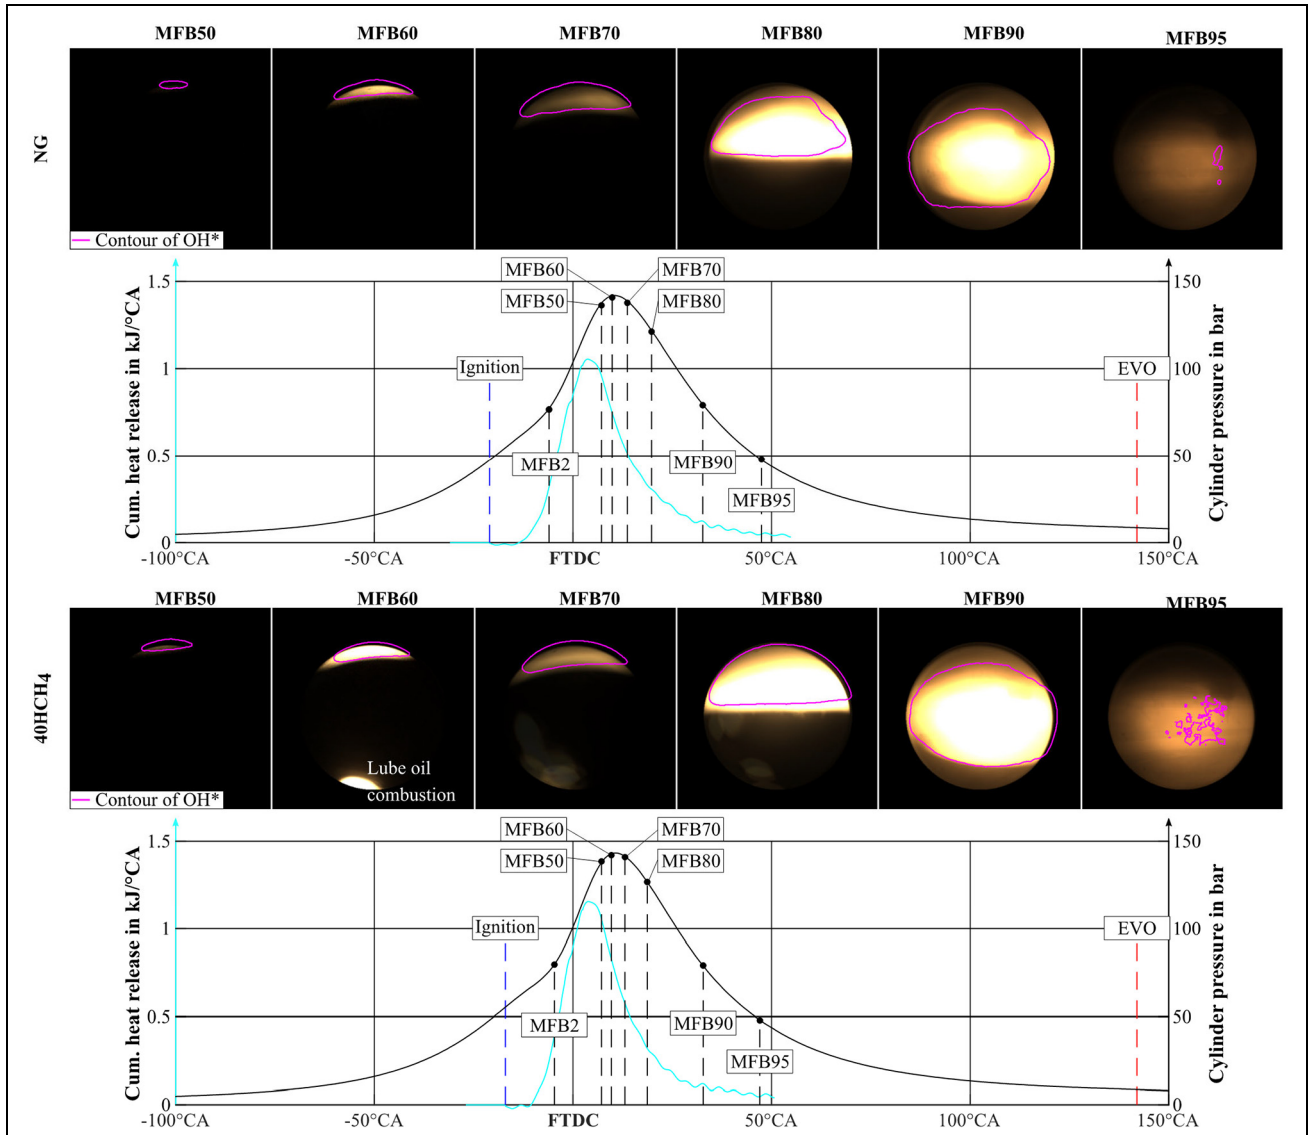 MFB50 MFB60 MFB70 MFB80 MFB90 MFB95
NG
Contour of OH*
Cum. heat release in kJ/°CA
Cylinder pressure in bar
1.5
1
0.5
0
150
100
50
0
MFB60
MFB70
MFB50
MFB80
Ignition
EVO
MFB2
MFB90
MFB95
-100°CA -50°CA FTDC 50°CA 100°CA 150°CA
MFB50 MFB60 MFB70 MFB80 MFB90 MFB95
40HCH4
Lube oil
combustion
Contour of OH*
Cum. heat release in kJ/°CA
Cylinder pressure in bar
1.5
1
0.5
0
150
100
50
0
MFB60
MFB70
MFB50
MFB80
Ignition
EVO
MFB2
MFB90
MFB95
-100°CA -50°CA FTDC 50°CA 100°CA 150°CA